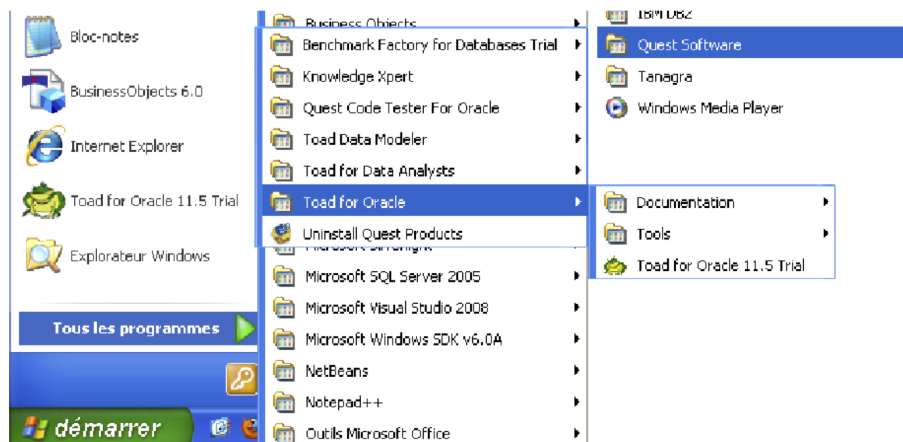 Bloc-notes
BusinessObjects 6.0
Internet Explorer
Toad for Oracle 11.5 Trial
Explorateur Windows
Tous les programmes
démarrer
Business Objects
Benchmark Factory for Databases Trial
Knowledge Xpert
Quest Code Tester For Oracle
Toad Data Modeler
Toad for Data Analysts
Toad for Oracle
Uninstall Quest Products
Microsoft Silverlight
Microsoft SQL Server 2005
Microsoft Visual Studio 2008
Microsoft Windows SDK v6.0A
NetBeans
Notepad++
Outils Microsoft Office
IBM DB2
Quest Software
Tanagra
Windows Media Player
Documentation
Tools
Toad for Oracle 11.5 Trial